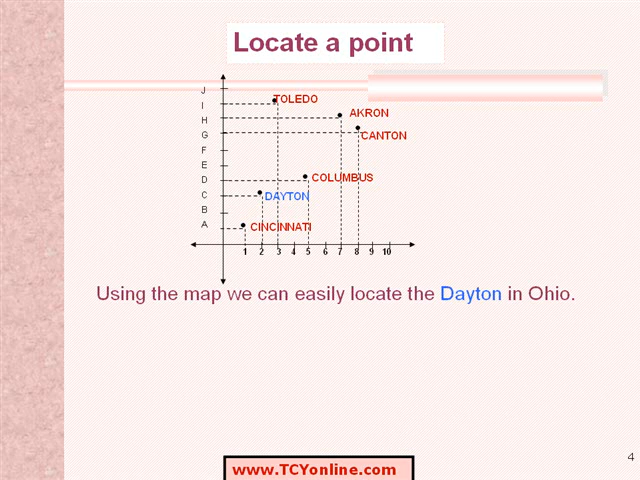 Locate a point
J
TOLEDO
I
AKRON
H
G
CANTON
F
E
D
COLUMBUS
C
DAYTON
B
A
CINCINNATI
1 2 3 4 5 6 7 8 9 10
Using the map we can easily locate the Dayton in Ohio.
4
www.TCYonline.com